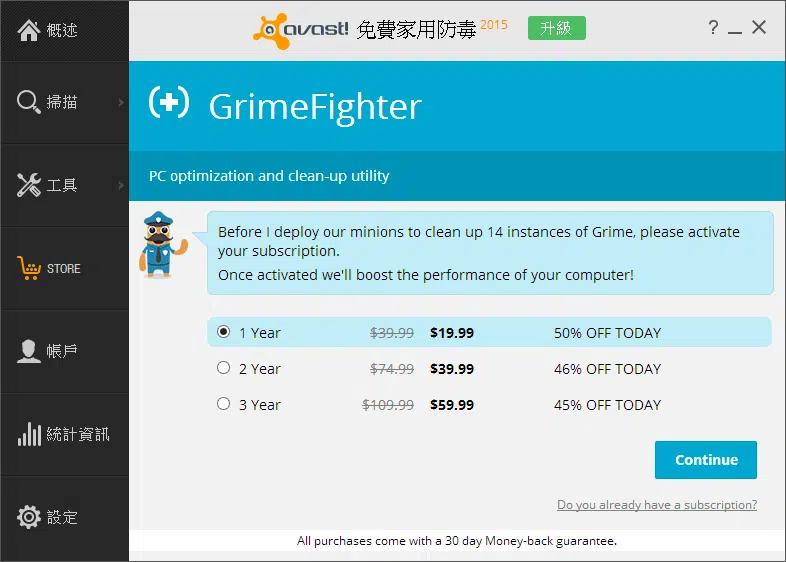 概述
掃描
工具
STORE
帳戶
統計資訊
設定
avast! 免費家用防毒 2015
升級
?
GrimeFighter
PC optimization and clean-up utility
Before I deploy our minions to clean up 14 instances of Grime, please activate
your subscription.
Once activated we'll boost the performance of your computer!
1 Year $39.99 $19.99 50% OFF TODAY
2 Year $74.99 $39.99 46% OFF TODAY
3 Year $109.99 $59.99 45% OFF TODAY
Continue
Do you already have a subscription?
All purchases come with a 30 day Money-back guarantee.